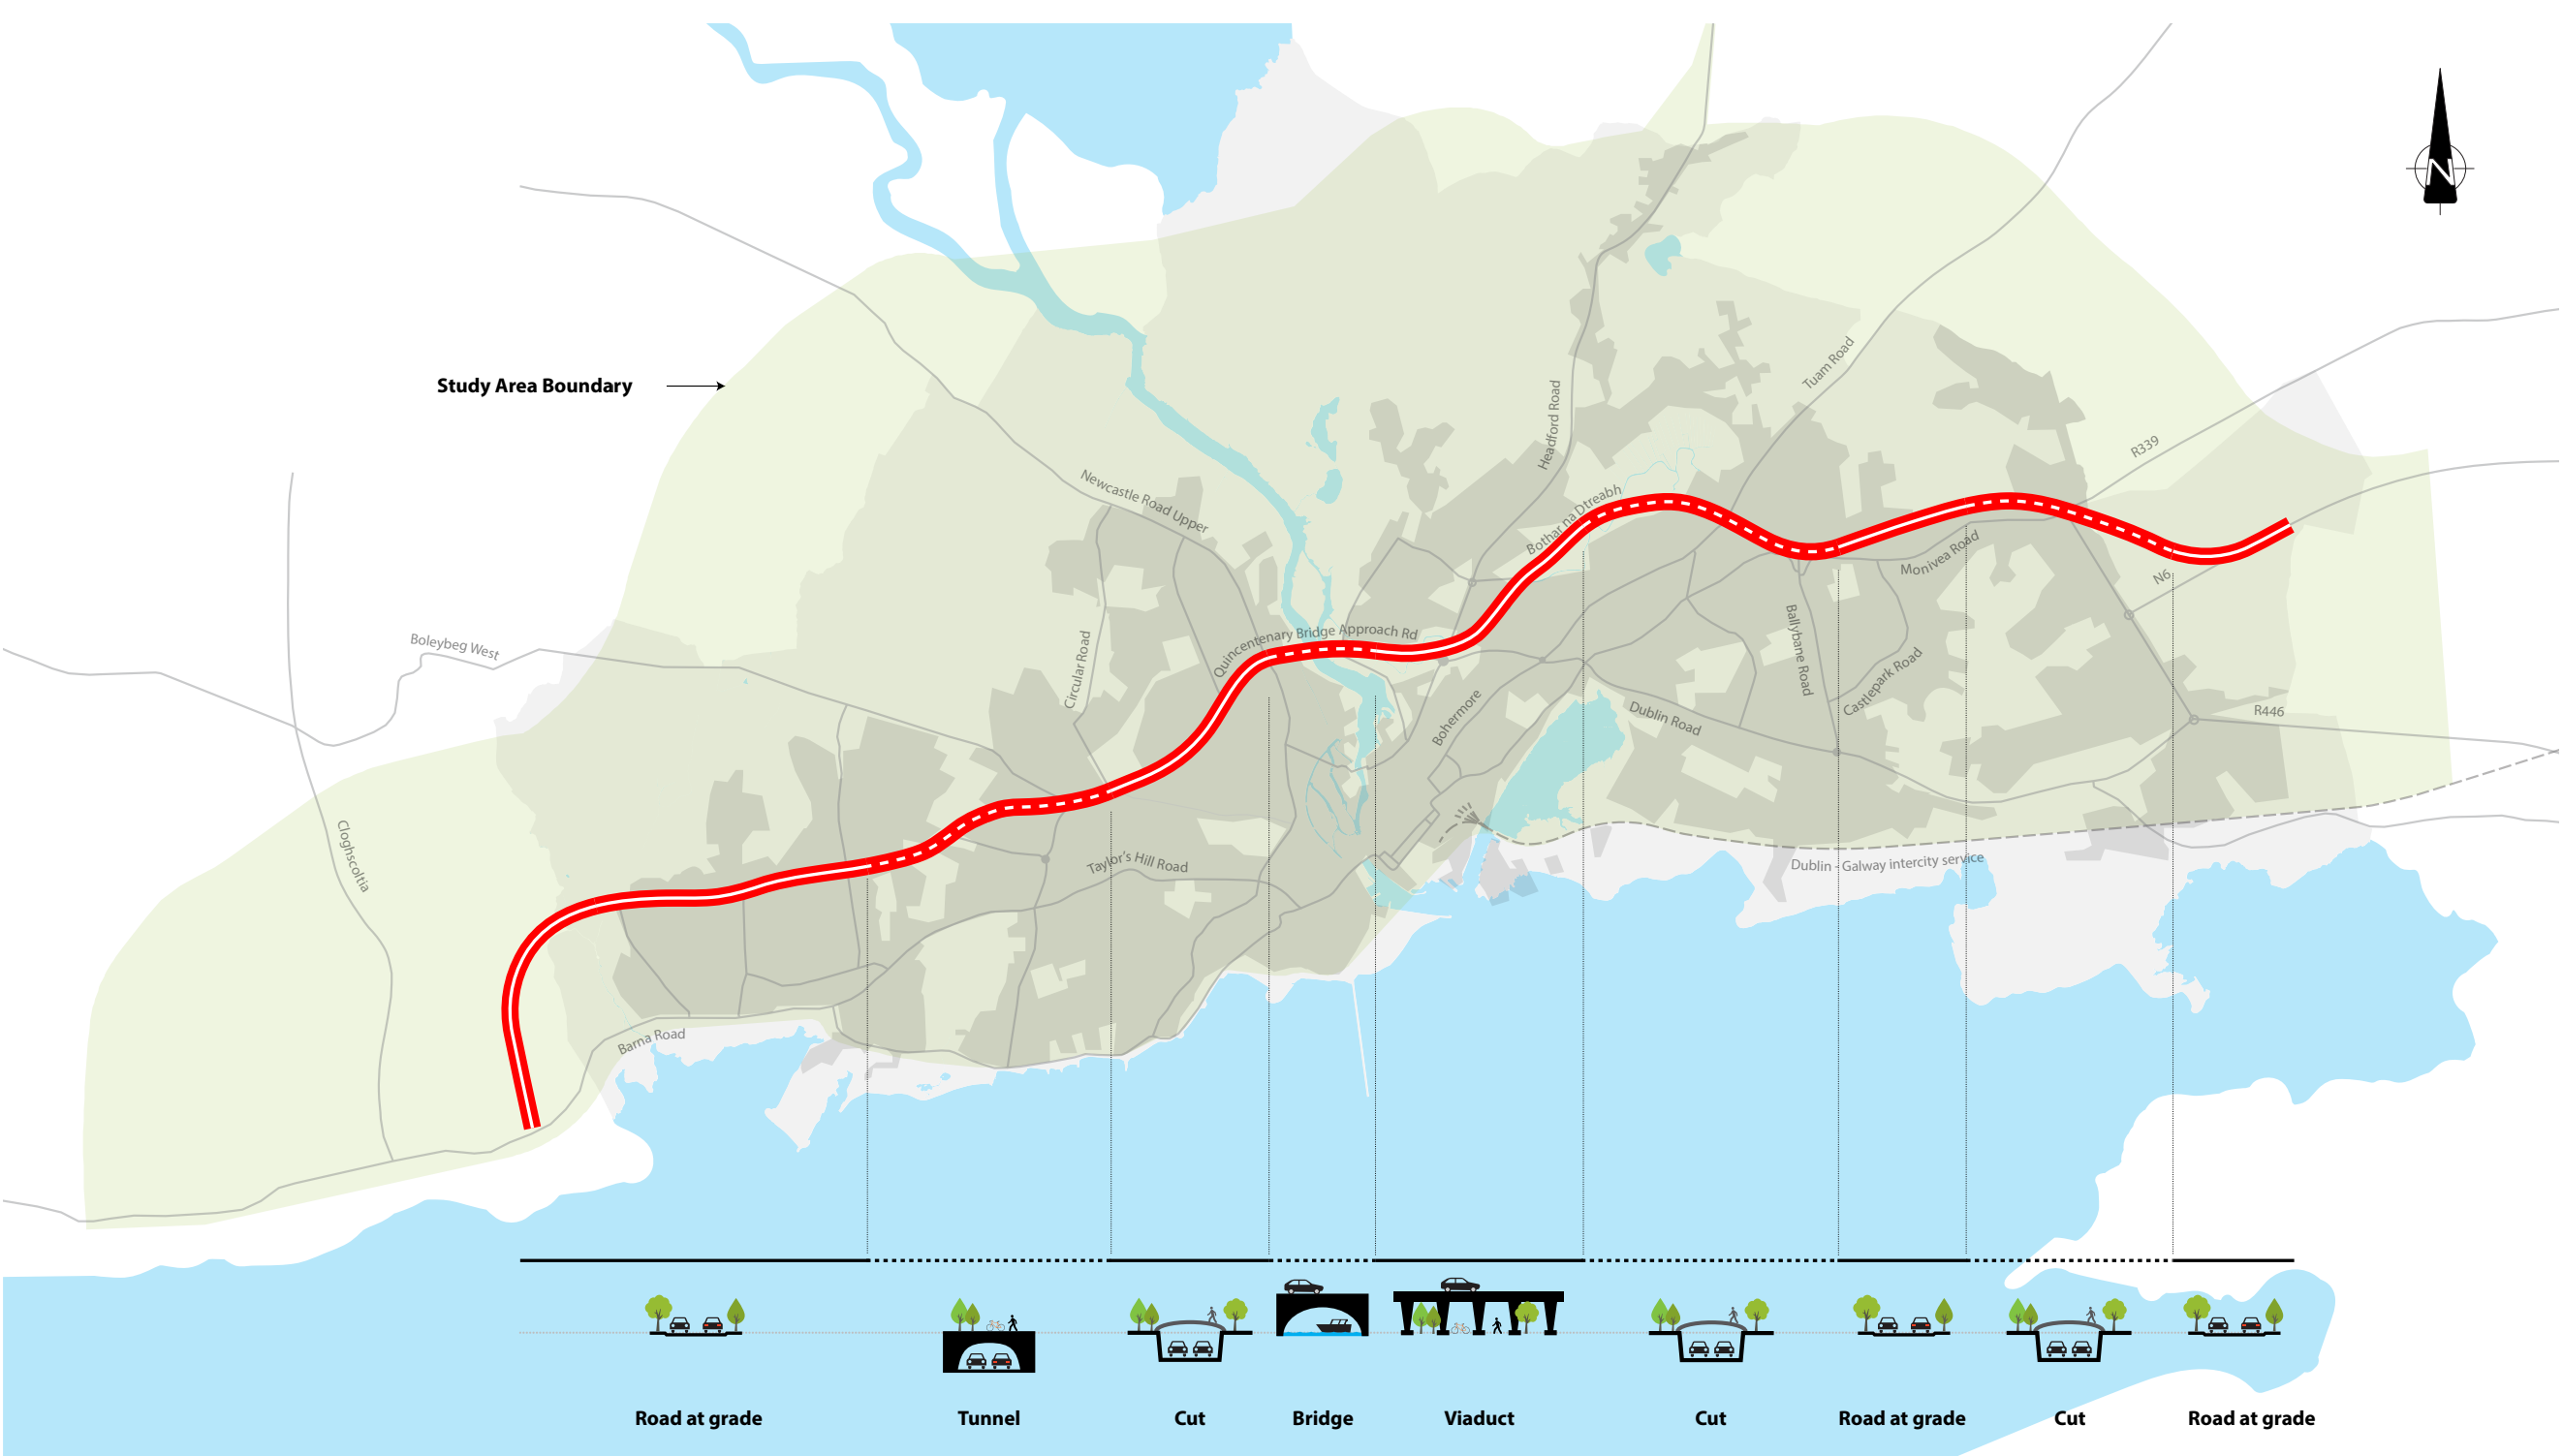 N
Study Area Boundary
Headford Road
Tuam Road
R339
Newcastle Road Upper
Bothar na Dtreabh
Monivea Road
N6
Boleybeg West
Circular Road
Quincentenary Bridge Approach Rd
Ballybane Road
Castlepark Road
Bohermore
Dublin Road
R446
Cloghscoltia
Taylor's Hill Road
Dublin - Galway intercity service
Barna Road
Road at grade
Tunnel
Cut
Bridge
Viaduct
Cut
Road at grade
Cut
Road at grade